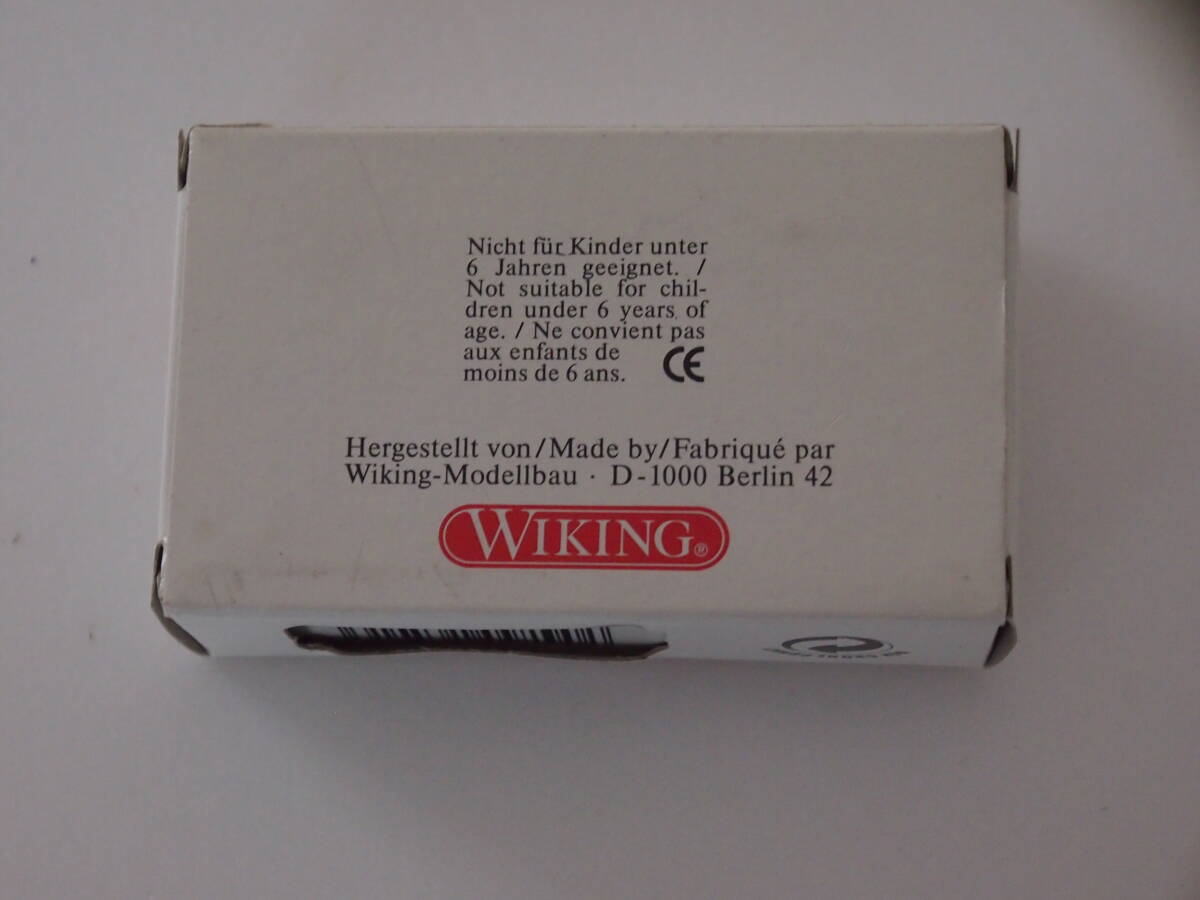 Nicht für Kinder unter
6 Jahren geeignet. /
Not suitable for chil-
dren under 6 years of
age. / Ne convient pas
aux enfants de
moins de 6 ans. CE
Hergestellt von/Made by/Fabriqué par
Wiking-Modellbau · D-1000 Berlin 42
WIKING®